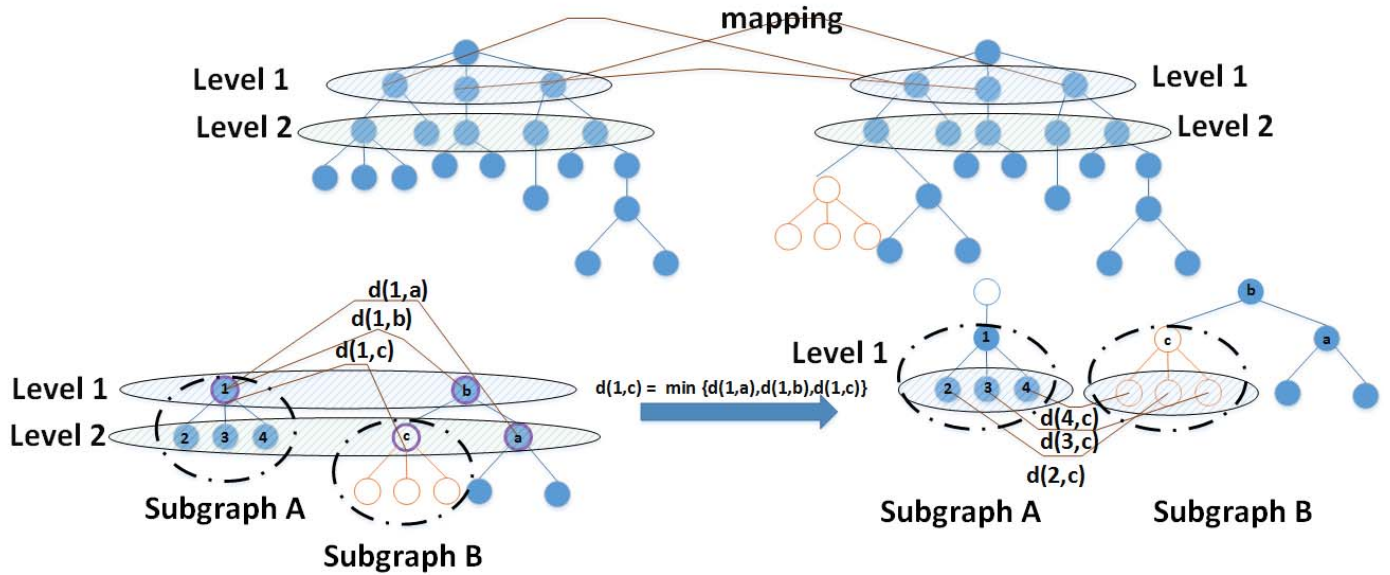 mapping
Level 1
Level 1
Level 2
Level 2
d(1,a)
d(1,b)
d(1,c)
Level 1
Level 2
1
b
2
3
4
c
a
Subgraph A
Subgraph B
d(1,c) = min {d(1,a),d(1,b),d(1,c)}
Level 1
1
2
3
4
b
c
a
d(4,c)
d(3,c)
d(2,c)
Subgraph A
Subgraph B